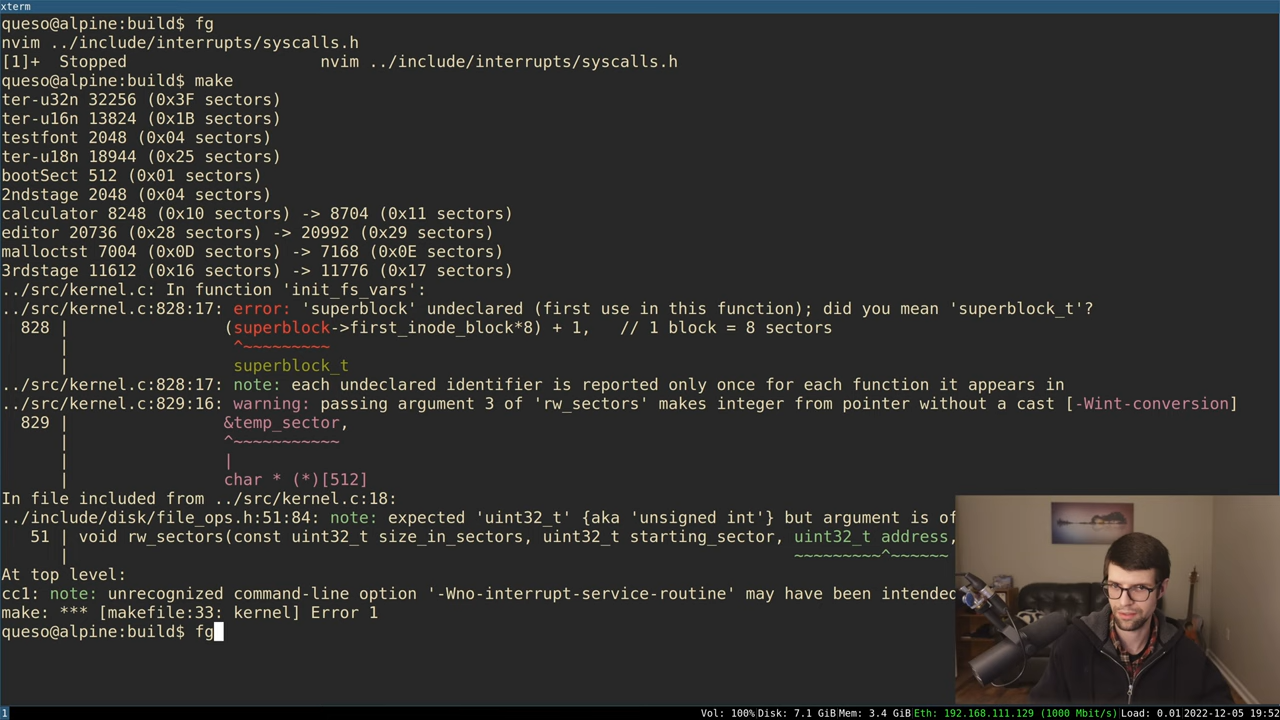 xterm
queso@alpine:build$ fg
nvim ../include/interrupts/syscalls.h
[1]+  Stopped                 nvim ../include/interrupts/syscalls.h
queso@alpine:build$ make
ter-u32n 32256 (0x3F sectors)
ter-u16n 13824 (0x1B sectors)
testfont 2048 (0x04 sectors)
ter-u18n 18944 (0x25 sectors)
bootSect 512 (0x01 sectors)
2ndstage 2048 (0x04 sectors)
calculator 8248 (0x10 sectors) -> 8704 (0x11 sectors)
editor 20736 (0x28 sectors) -> 20992 (0x29 sectors)
malloctst 7004 (0x0D sectors) -> 7168 (0x0E sectors)
3rdstage 11612 (0x16 sectors) -> 11776 (0x17 sectors)
../src/kernel.c: In function 'init_fs_vars':
../src/kernel.c:828:17: error: 'superblock' undeclared (first use in this function); did you mean 'superblock_t'?
  828 |                (superblock->first_inode_block*8) + 1,   // 1 block = 8 sectors
      |                 ^~~~~~~~~~
      |                 superblock_t
../src/kernel.c:828:17: note: each undeclared identifier is reported only once for each function it appears in
../src/kernel.c:829:16: warning: passing argument 3 of 'rw_sectors' makes integer from pointer without a cast [-Wint-conversion]
  829 |                &temp_sector,
      |                ^~~~~~~~~~~~
      |                |
      |                char * (*)[512]
In file included from ../src/kernel.c:18:
../include/disk/file_ops.h:51:84: note: expected 'uint32_t' {aka 'unsigned int'} but argument is of
   51 | void rw_sectors(const uint32_t size_in_sectors, uint32_t starting_sector, uint32_t address,
      |                                                                           ~~~~~~~~~^~~~~~
At top level:
cc1: note: unrecognized command-line option '-Wno-interrupt-service-routine' may have been intended
make: *** [makefile:33: kernel] Error 1
queso@alpine:build$ fg
1 Vol: 100% Disk: 7.1 GiB Mem: 3.4 GiB Eth: 192.168.111.129 (1000 Mbit/s) Load: 0.01 2022-12-05 19:52